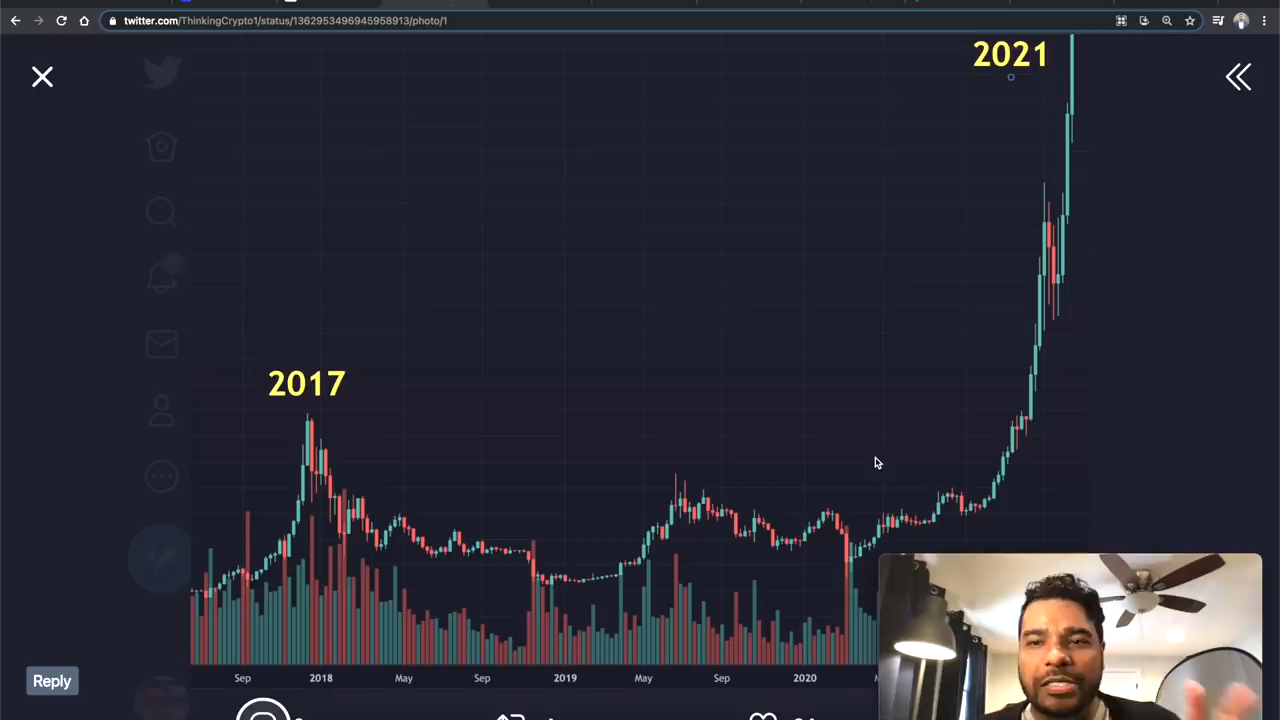 twitter.com/ThinkingCrypto1/status/1362953496945958913/photo/1
2021
2017
Sep 2018 May Sep 2019 May Sep 2020
Reply